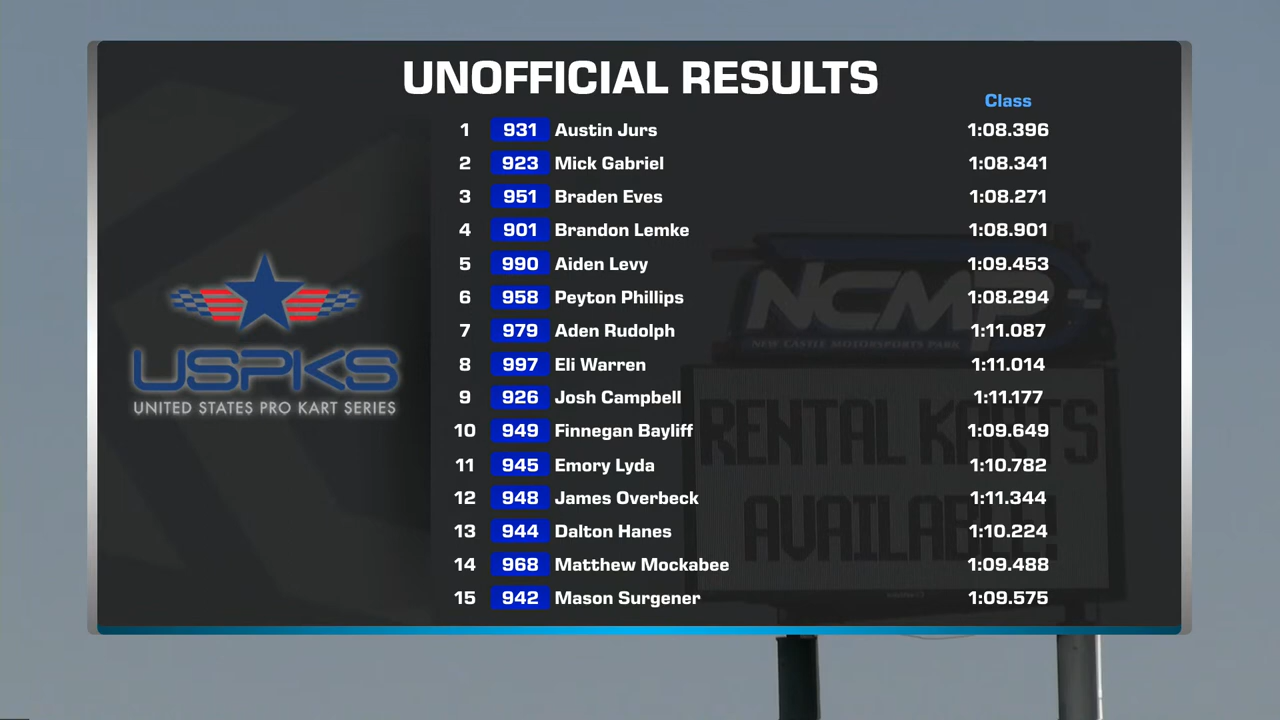 UNOFFICIAL RESULTS
Class
1 931 Austin Jurs 1:08.396
2 923 Mick Gabriel 1:08.341
3 951 Braden Eves 1:08.271
4 901 Brandon Lemke 1:08.901
5 990 Aiden Levy 1:09.453
6 958 Peyton Phillips 1:08.294
7 979 Aden Rudolph 1:11.087
8 997 Eli Warren 1:11.014
9 926 Josh Campbell 1:11.177
10 949 Finnegan Bayliff 1:09.649
11 945 Emory Lyda 1:10.782
12 948 James Overbeck 1:11.344
13 944 Dalton Hanes 1:10.224
14 968 Matthew Mockabee 1:09.488
15 942 Mason Surgener 1:09.575
USPKS
UNITED STATES PRO KART SERIES
NCMP
NEW CASTLE MOTORSPORTS PARK
RENTAL KARTS
AVAILABLE!